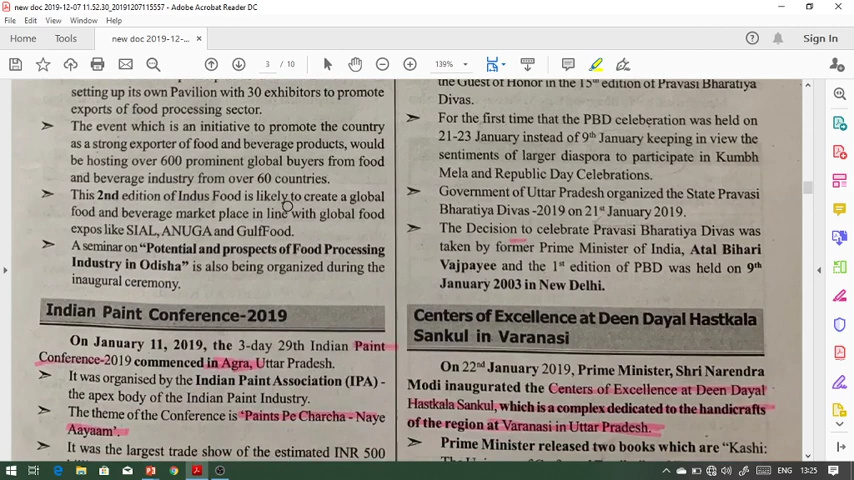 new doc 2019-12-07 11.52.30_20191207115557 - Adobe Acrobat Reader DC
File Edit View Window Help
Home Tools new doc 2019-12-... × Sign In
3 / 10 139%
setting up its own Pavilion with 30 exhibitors to promote
exports of food processing sector.
➤ The event which is an initiative to promote the country
as a strong exporter of food and beverage products, would
be hosting over 600 prominent global buyers from food
and beverage industry from over 60 countries.
➤ This 2nd edition of Indus Food is likely to create a global
food and beverage market place in line with global food
expos like SIAL, ANUGA and GulfFood.
➤ A seminar on “Potential and prospects of Food Processing
Industry in Odisha” is also being organized during the
inaugural ceremony.
Indian Paint Conference-2019
On January 11, 2019, the 3-day 29th Indian Paint
Conference-2019 commenced in Agra, Uttar Pradesh.
➤ It was organised by the Indian Paint Association (IPA) -
the apex body of the Indian Paint Industry.
➤ The theme of the Conference is ‘Paints Pe Charcha - Naye
Aayaam’.
➤ It was the largest trade show of the estimated INR 500
the Guest of Honor in the 15th edition of Pravasi Bharatiya
Divas.
➤ For the first time that the PBD celeberation was held on
21-23 January instead of 9th January keeping in view the
sentiments of larger diaspora to participate in Kumbh
Mela and Republic Day Celebrations.
➤ Government of Uttar Pradesh organized the State Pravasi
Bharatiya Divas -2019 on 21st January 2019.
➤ The Decision to celebrate Pravasi Bharatiya Divas was
taken by former Prime Minister of India, Atal Bihari
Vajpayee and the 1st edition of PBD was held on 9th
January 2003 in New Delhi.
Centers of Excellence at Deen Dayal Hastkala
Sankul in Varanasi
On 22nd January 2019, Prime Minister, Shri Narendra
Modi inaugurated the Centers of Excellence at Deen Dayal
Hastkala Sankul, which is a complex dedicated to the handicrafts
of the region at Varanasi in Uttar Pradesh.
➤ Prime Minister released two books which are “Kashi:
ENG 13:25